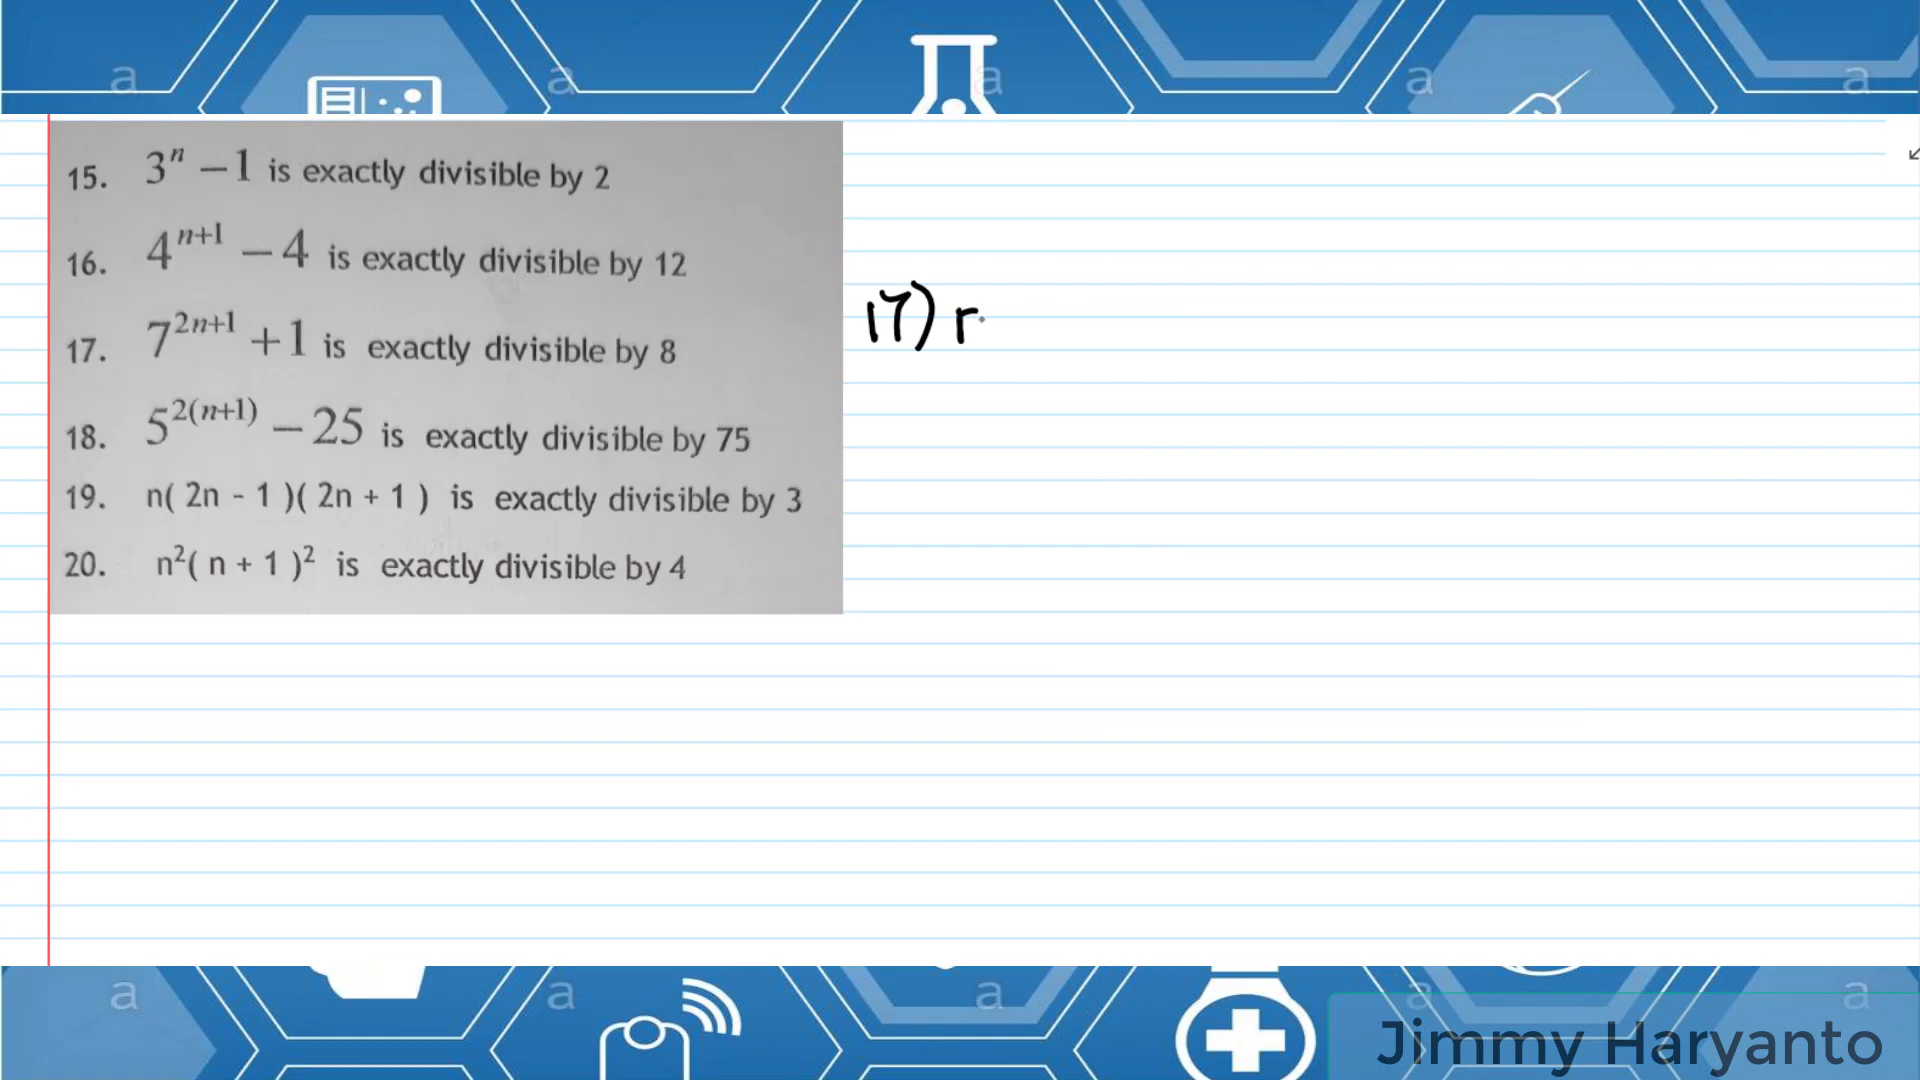 15. 3ⁿ − 1 is exactly divisible by 2
16. 4ⁿ⁺¹ − 4 is exactly divisible by 12
17. 7²ⁿ⁺¹ + 1 is exactly divisible by 8
18. 5²⁽ⁿ⁺¹⁾ − 25 is exactly divisible by 75
19. n( 2n - 1 )( 2n + 1 ) is exactly divisible by 3
20. n²( n + 1 )² is exactly divisible by 4
17) r
a a a a a
a a a a a
Jimmy Haryanto